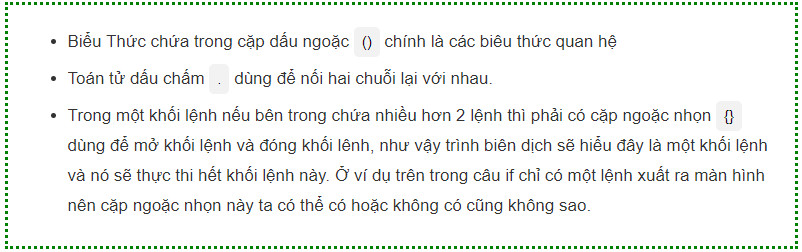 Biểu Thức chứa trong cặp dấu ngoặc () chính là các biêu thức quan hệ
Toán tử dấu chấm . dùng để nối hai chuỗi lại với nhau.
Trong một khối lệnh nếu bên trong chứa nhiều hơn 2 lệnh thì phải có cặp ngoặc nhọn {}
dùng để mở khối lệnh và đóng khối lênh, như vậy trình biên dịch sẽ hiểu đây là một khối lệnh
và nó sẽ thực thi hết khối lệnh này. Ở ví dụ trên trong câu if chỉ có một lệnh xuất ra màn hình
nên cặp ngoặc nhọn này ta có thể có hoặc không có cũng không sao.